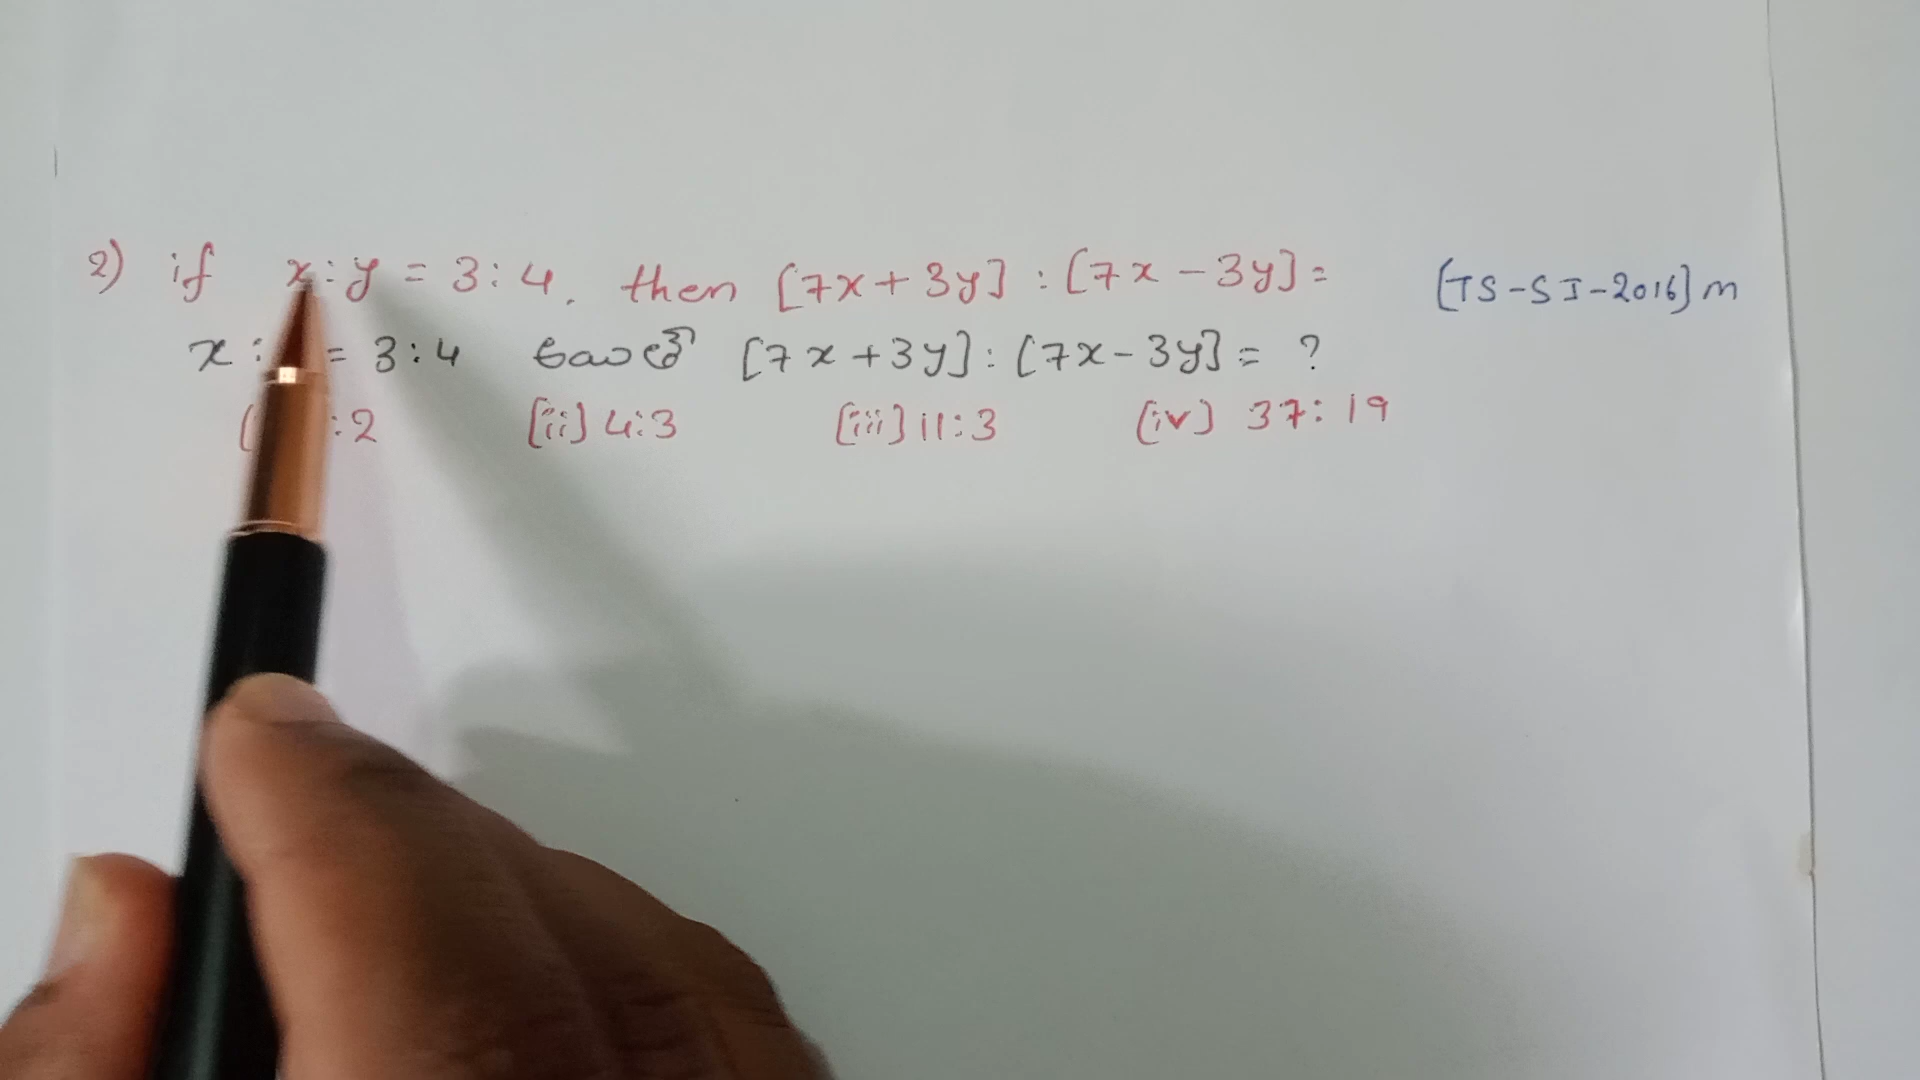 2) if x:y = 3:4, then [7x+3y]:[7x-3y]= [TS-SI-2016] m
x: = 3:4 అయితే [7x+3y]:[7x-3y]= ?
:2 [ii] 4:3 [iii] 11:3 [iv] 37:19